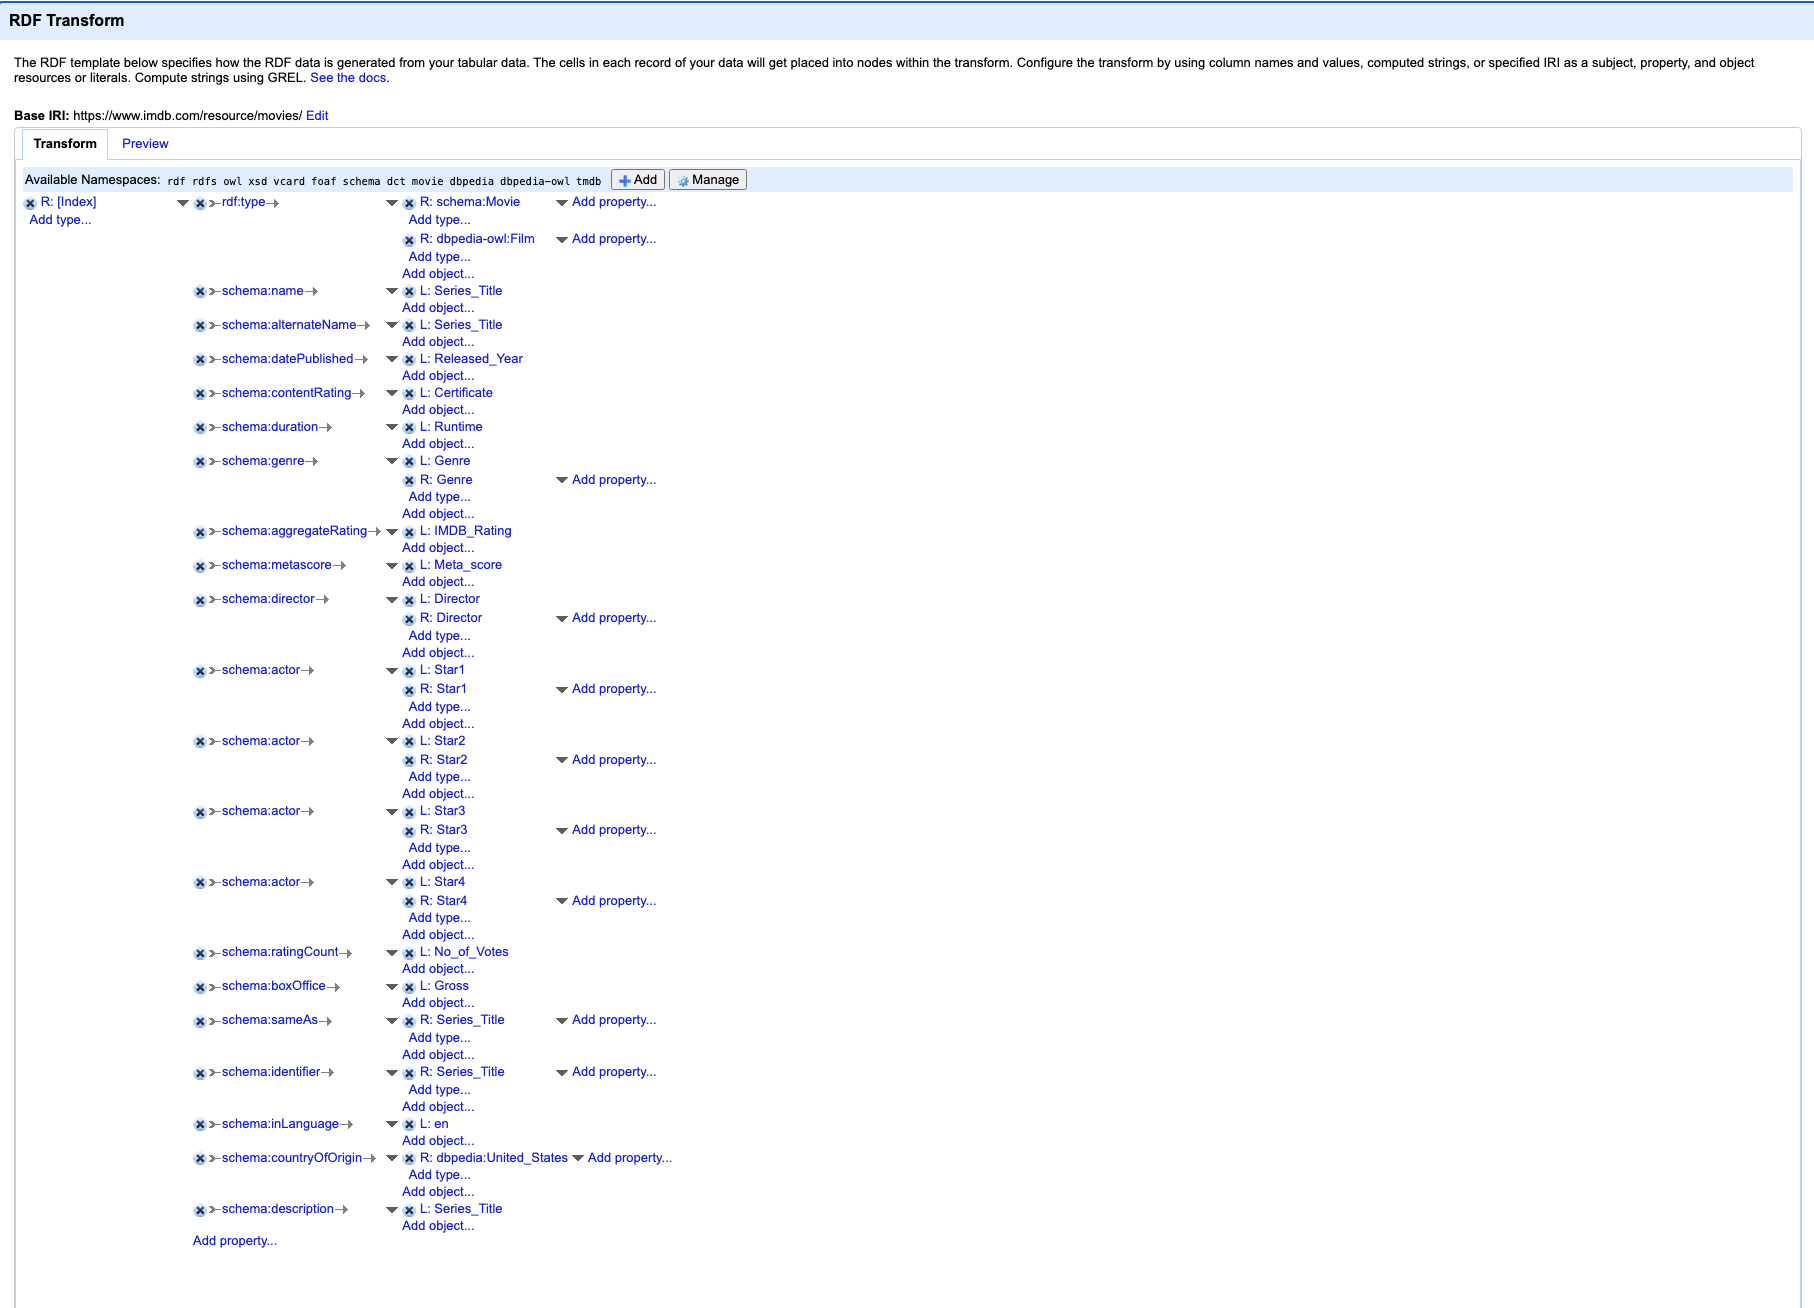 RDF Transform
The RDF template below specifies how the RDF data is generated from your tabular data. The cells in each record of your data will get placed into nodes within the transform. Configure the transform by using column names and values, computed strings, or specified IRI as a subject, property, and object
resources or literals. Compute strings using GREL. See the docs.
Base IRI: https://www.imdb.com/resource/movies/ Edit
Transform Preview
Available Namespaces: rdf rdfs owl xsd vcard foaf schema dct movie dbpedia dbpedia-owl tmdb Add Manage
R: [Index] rdf:type R: schema:Movie Add property...
Add type... Add type...
R: dbpedia-owl:Film Add property...
Add type...
Add object...
schema:name L: Series_Title
Add object...
schema:alternateName L: Series_Title
Add object...
schema:datePublished L: Released_Year
Add object...
schema:contentRating L: Certificate
Add object...
schema:duration L: Runtime
Add object...
schema:genre L: Genre
R: Genre Add property...
Add type...
Add object...
schema:aggregateRating L: IMDB_Rating
Add object...
schema:metascore L: Meta_score
Add object...
schema:director L: Director
R: Director Add property...
Add type...
Add object...
schema:actor L: Star1
R: Star1 Add property...
Add type...
Add object...
schema:actor L: Star2
R: Star2 Add property...
Add type...
Add object...
schema:actor L: Star3
R: Star3 Add property...
Add type...
Add object...
schema:actor L: Star4
R: Star4 Add property...
Add type...
Add object...
schema:ratingCount L: No_of_Votes
Add object...
schema:boxOffice L: Gross
Add object...
schema:sameAs R: Series_Title Add property...
Add type...
Add object...
schema:identifier R: Series_Title Add property...
Add type...
Add object...
schema:inLanguage L: en
Add object...
schema:countryOfOrigin R: dbpedia:United_States Add property...
Add type...
Add object...
schema:description L: Series_Title
Add object...
Add property...